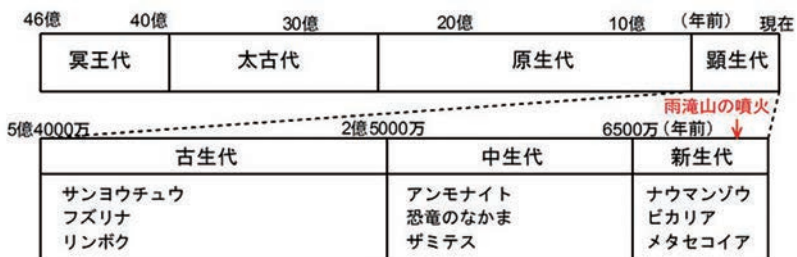 46億 40億 30億 20億 10億 (年前) 現在
冥王代 太古代 原生代 顕生代
雨滝山の噴火
5億4000万 2億5000万 6500万(年前)
古生代 中生代 新生代
サンヨウチュウ アンモナイト ナウマンゾウ
フズリナ 恐竜のなかま ビカリア
リンボク ザミテス メタセコイア